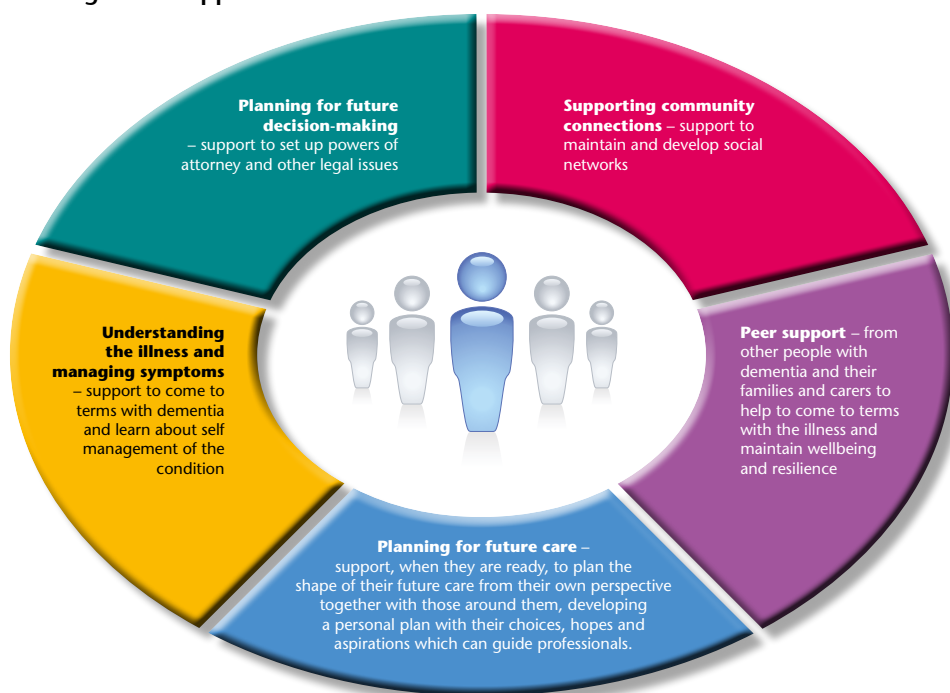 Planning for future
decision-making
– support to set up powers of
attorney and other legal issues
Supporting community
connections – support to
maintain and develop social
networks
Peer support – from
other people with
dementia and their
families and carers to
help to come to terms
with the illness and
maintain wellbeing
and resilience
Planning for future care –
support, when they are ready, to plan the
shape of their future care from their own perspective
together with those around them, developing
a personal plan with their choices, hopes and
aspirations which can guide professionals.
Understanding
the illness and
managing symptoms
– support to come to
terms with dementia
and learn about self
management of the
condition